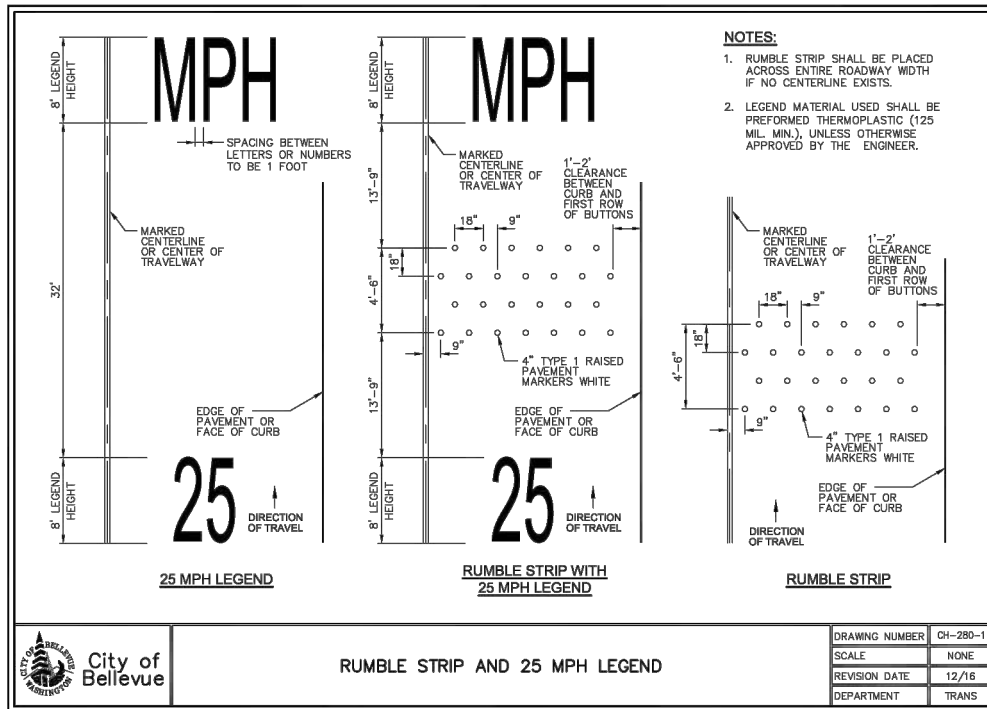 8' LEGEND
HEIGHT
MPH
SPACING BETWEEN
LETTERS OR NUMBERS
TO BE 1 FOOT
32'
MARKED
CENTERLINE
OR CENTER OF
TRAVELWAY
EDGE OF
PAVEMENT OR
FACE OF CURB
8' LEGEND
HEIGHT
25
DIRECTION
OF TRAVEL
25 MPH LEGEND
8' LEGEND
HEIGHT
MPH
13'-9"
MARKED
CENTERLINE
OR CENTER OF
TRAVELWAY
1'-2'
CLEARANCE
BETWEEN
CURB AND
FIRST ROW
OF BUTTONS
18"
9"
18"
4'-6"
9"
4" TYPE 1 RAISED
PAVEMENT
MARKERS WHITE
13'-9"
EDGE OF
PAVEMENT OR
FACE OF CURB
8' LEGEND
HEIGHT
25
DIRECTION
OF TRAVEL
RUMBLE STRIP WITH
25 MPH LEGEND
NOTES:
1. RUMBLE STRIP SHALL BE PLACED
ACROSS ENTIRE ROADWAY WIDTH
IF NO CENTERLINE EXISTS.
2. LEGEND MATERIAL USED SHALL BE
PREFORMED THERMOPLASTIC (125
MIL. MIN.), UNLESS OTHERWISE
APPROVED BY THE ENGINEER.
MARKED
CENTERLINE
OR CENTER OF
TRAVELWAY
1'-2'
CLEARANCE
BETWEEN
CURB AND
FIRST ROW
OF BUTTONS
18"
9"
18"
4'-6"
9"
4" TYPE 1 RAISED
PAVEMENT
MARKERS WHITE
EDGE OF
PAVEMENT OR
FACE OF CURB
DIRECTION
OF TRAVEL
RUMBLE STRIP
CITY OF BELLEVUE
WASHINGTON
City of
Bellevue
RUMBLE STRIP AND 25 MPH LEGEND
DRAWING NUMBER CH-280-1
SCALE NONE
REVISION DATE 12/16
DEPARTMENT TRANS